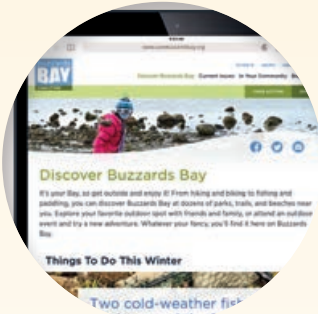 www.savebuzzardsbay.org
BAY
Discover Buzzards Bay Current Issues In Your Community
Discover Buzzards Bay
It's your Bay, so get outside and enjoy it! From hiking and biking to fishing and
paddling, you can discover Buzzards Bay at dozens of parks, trails, and beaches near
you. Explore your favorite outdoor spot with friends and family, or attend an outdoor
event and try a new adventure. Whatever your fancy, you'll find it here on Buzzards
Bay.
Things To Do This Winter
Two cold-weather fish